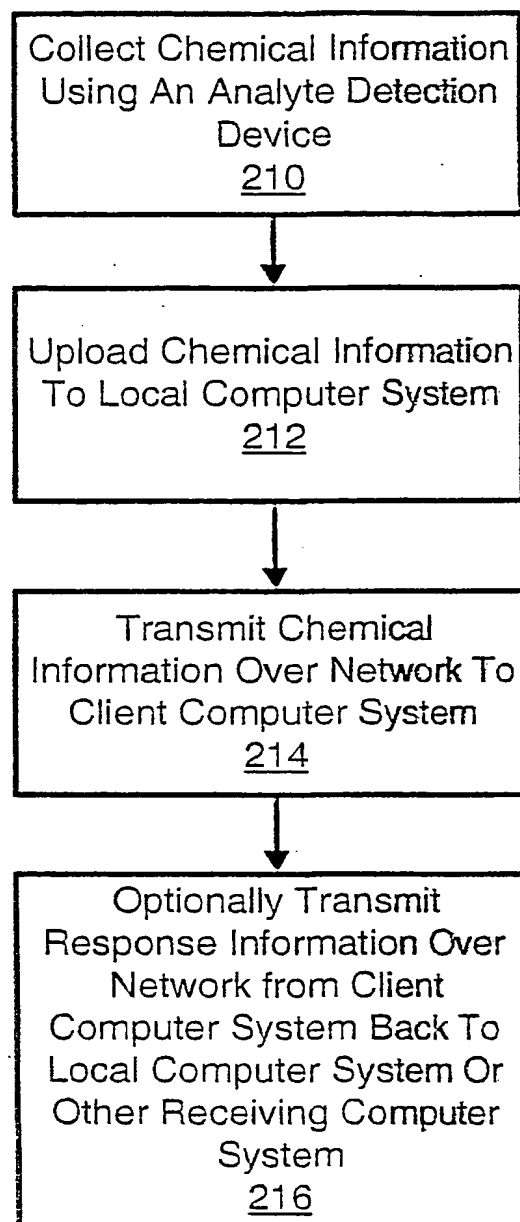 Collect Chemical Information
Using An Analyte Detection
Device
210
Upload Chemical Information
To Local Computer System
212
Transmit Chemical
Information Over Network To
Client Computer System
214
Optionally Transmit
Response Information Over
Network from Client
Computer System Back To
Local Computer System Or
Other Receiving Computer
System
216